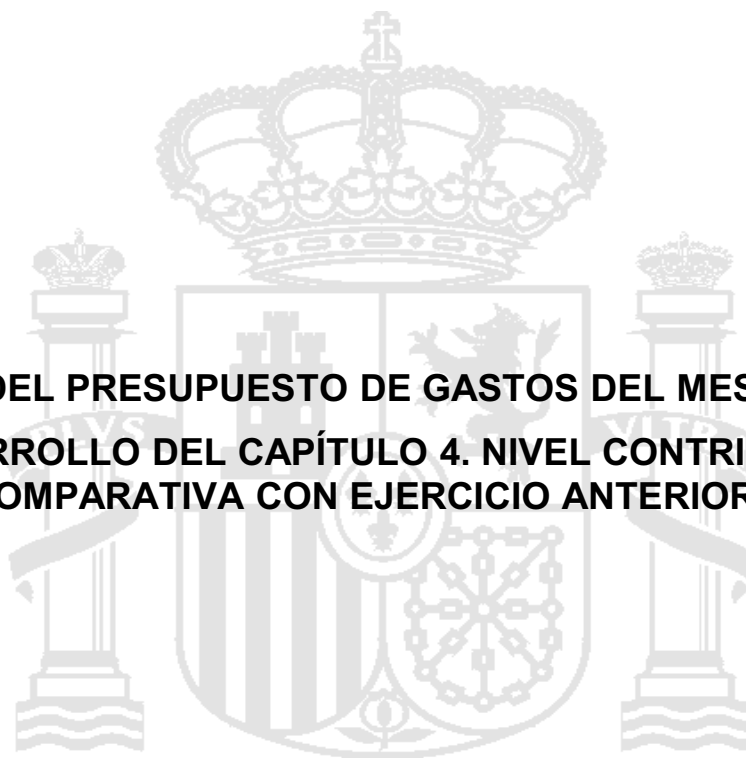 DEL PRESUPUESTO DE GASTOS DEL MES
RROLLO DEL CAPÍTULO 4. NIVEL CONTRI
OMPARATIVA CON EJERCICIO ANTERIOR